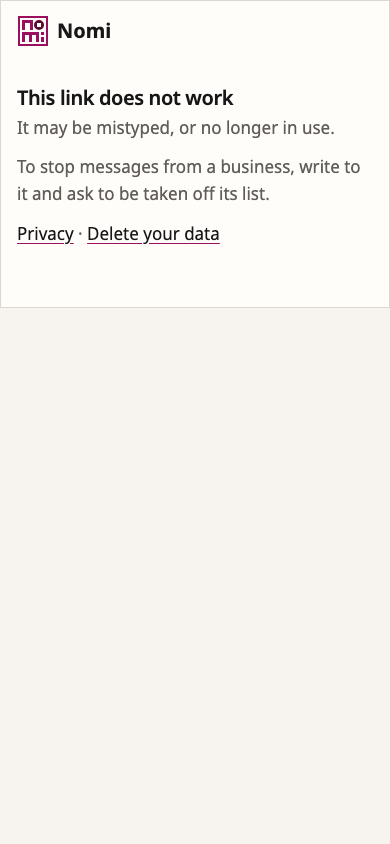 Nomi
This link does not work
It may be mistyped, or no longer in use.
To stop messages from a business, write to
it and ask to be taken off its list.
Privacy · Delete your data